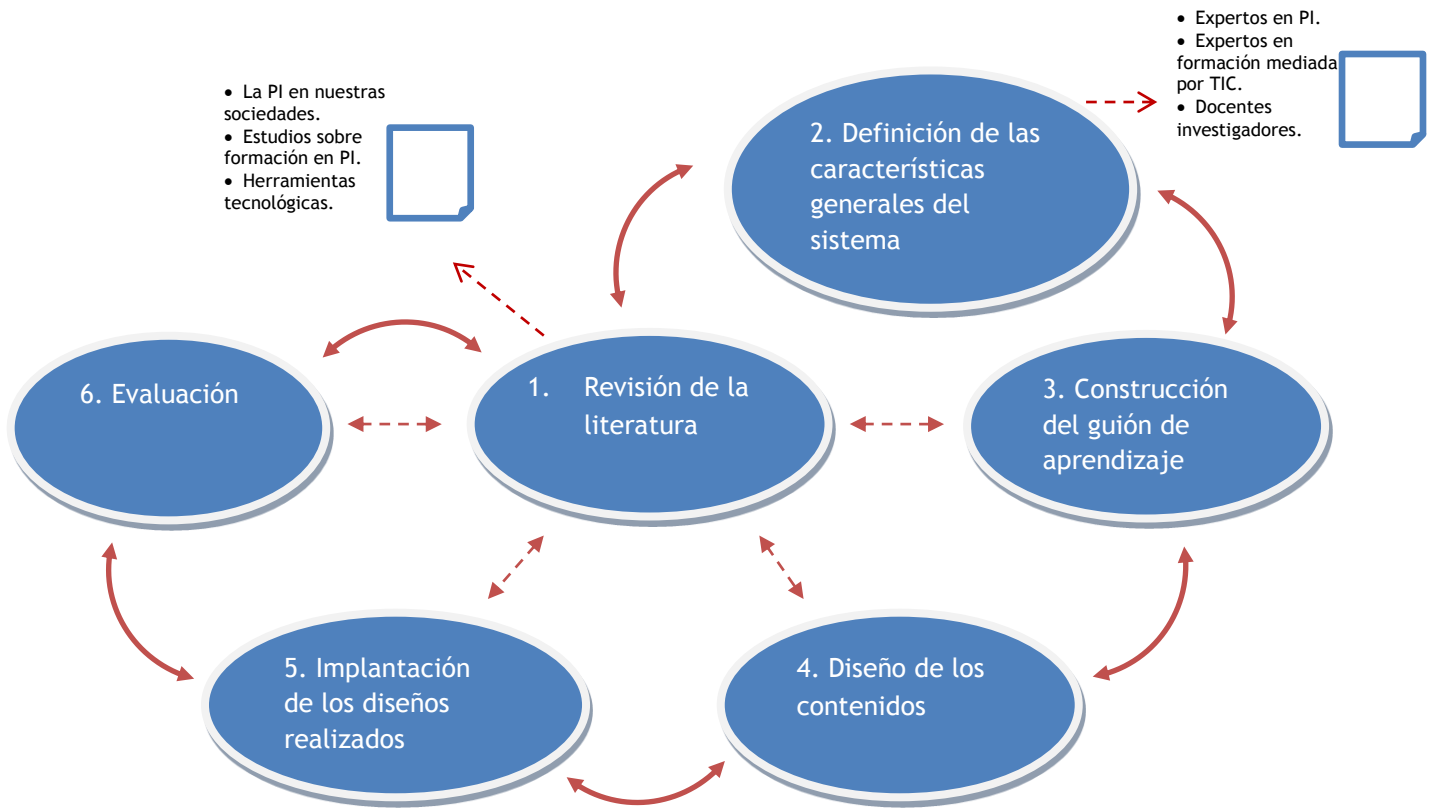 • Expertos en PI.
• Expertos en
formación mediada
por TIC.
• Docentes
investigadores.
• La PI en nuestras
sociedades.
• Estudios sobre
formación en PI.
• Herramientas
tecnológicas.
2. Definición de las
características
generales del
sistema
6. Evaluación
1. Revisión de la
literatura
3. Construcción
del guión de
aprendizaje
5. Implantación
de los diseños
realizados
4. Diseño de los
contenidos